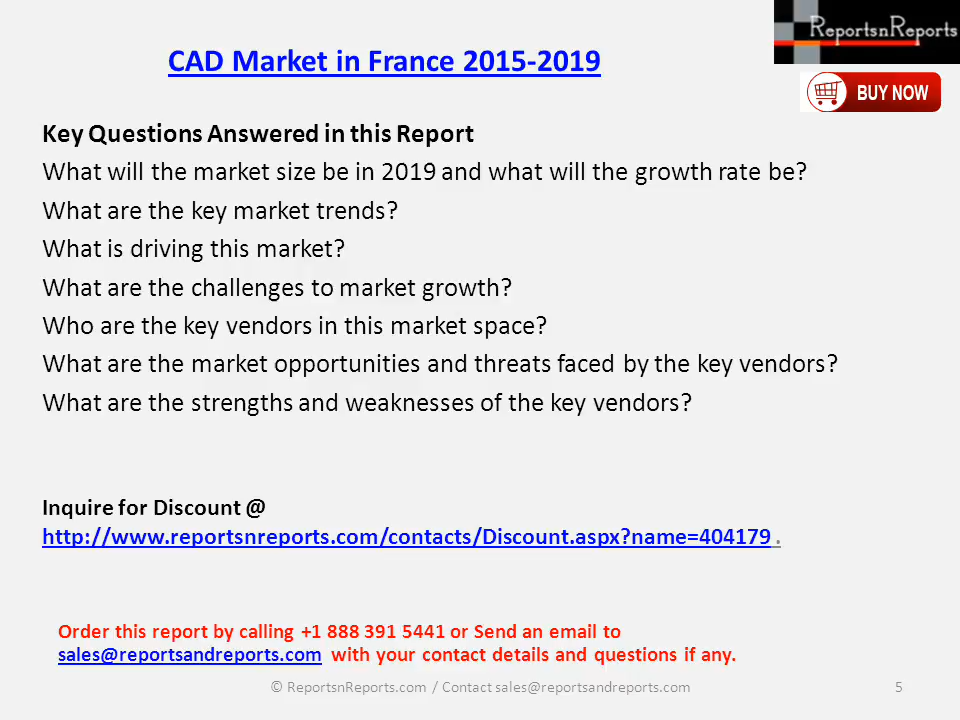 ReportsnReports
CAD Market in France 2015-2019
BUY NOW
Key Questions Answered in this Report
What will the market size be in 2019 and what will the growth rate be?
What are the key market trends?
What is driving this market?
What are the challenges to market growth?
Who are the key vendors in this market space?
What are the market opportunities and threats faced by the key vendors?
What are the strengths and weaknesses of the key vendors?
Inquire for Discount @
http://www.reportsnreports.com/contacts/Discount.aspx?name=404179 .
Order this report by calling +1 888 391 5441 or Send an email to
sales@reportsandreports.com with your contact details and questions if any.
© ReportsnReports.com / Contact sales@reportsandreports.com
5